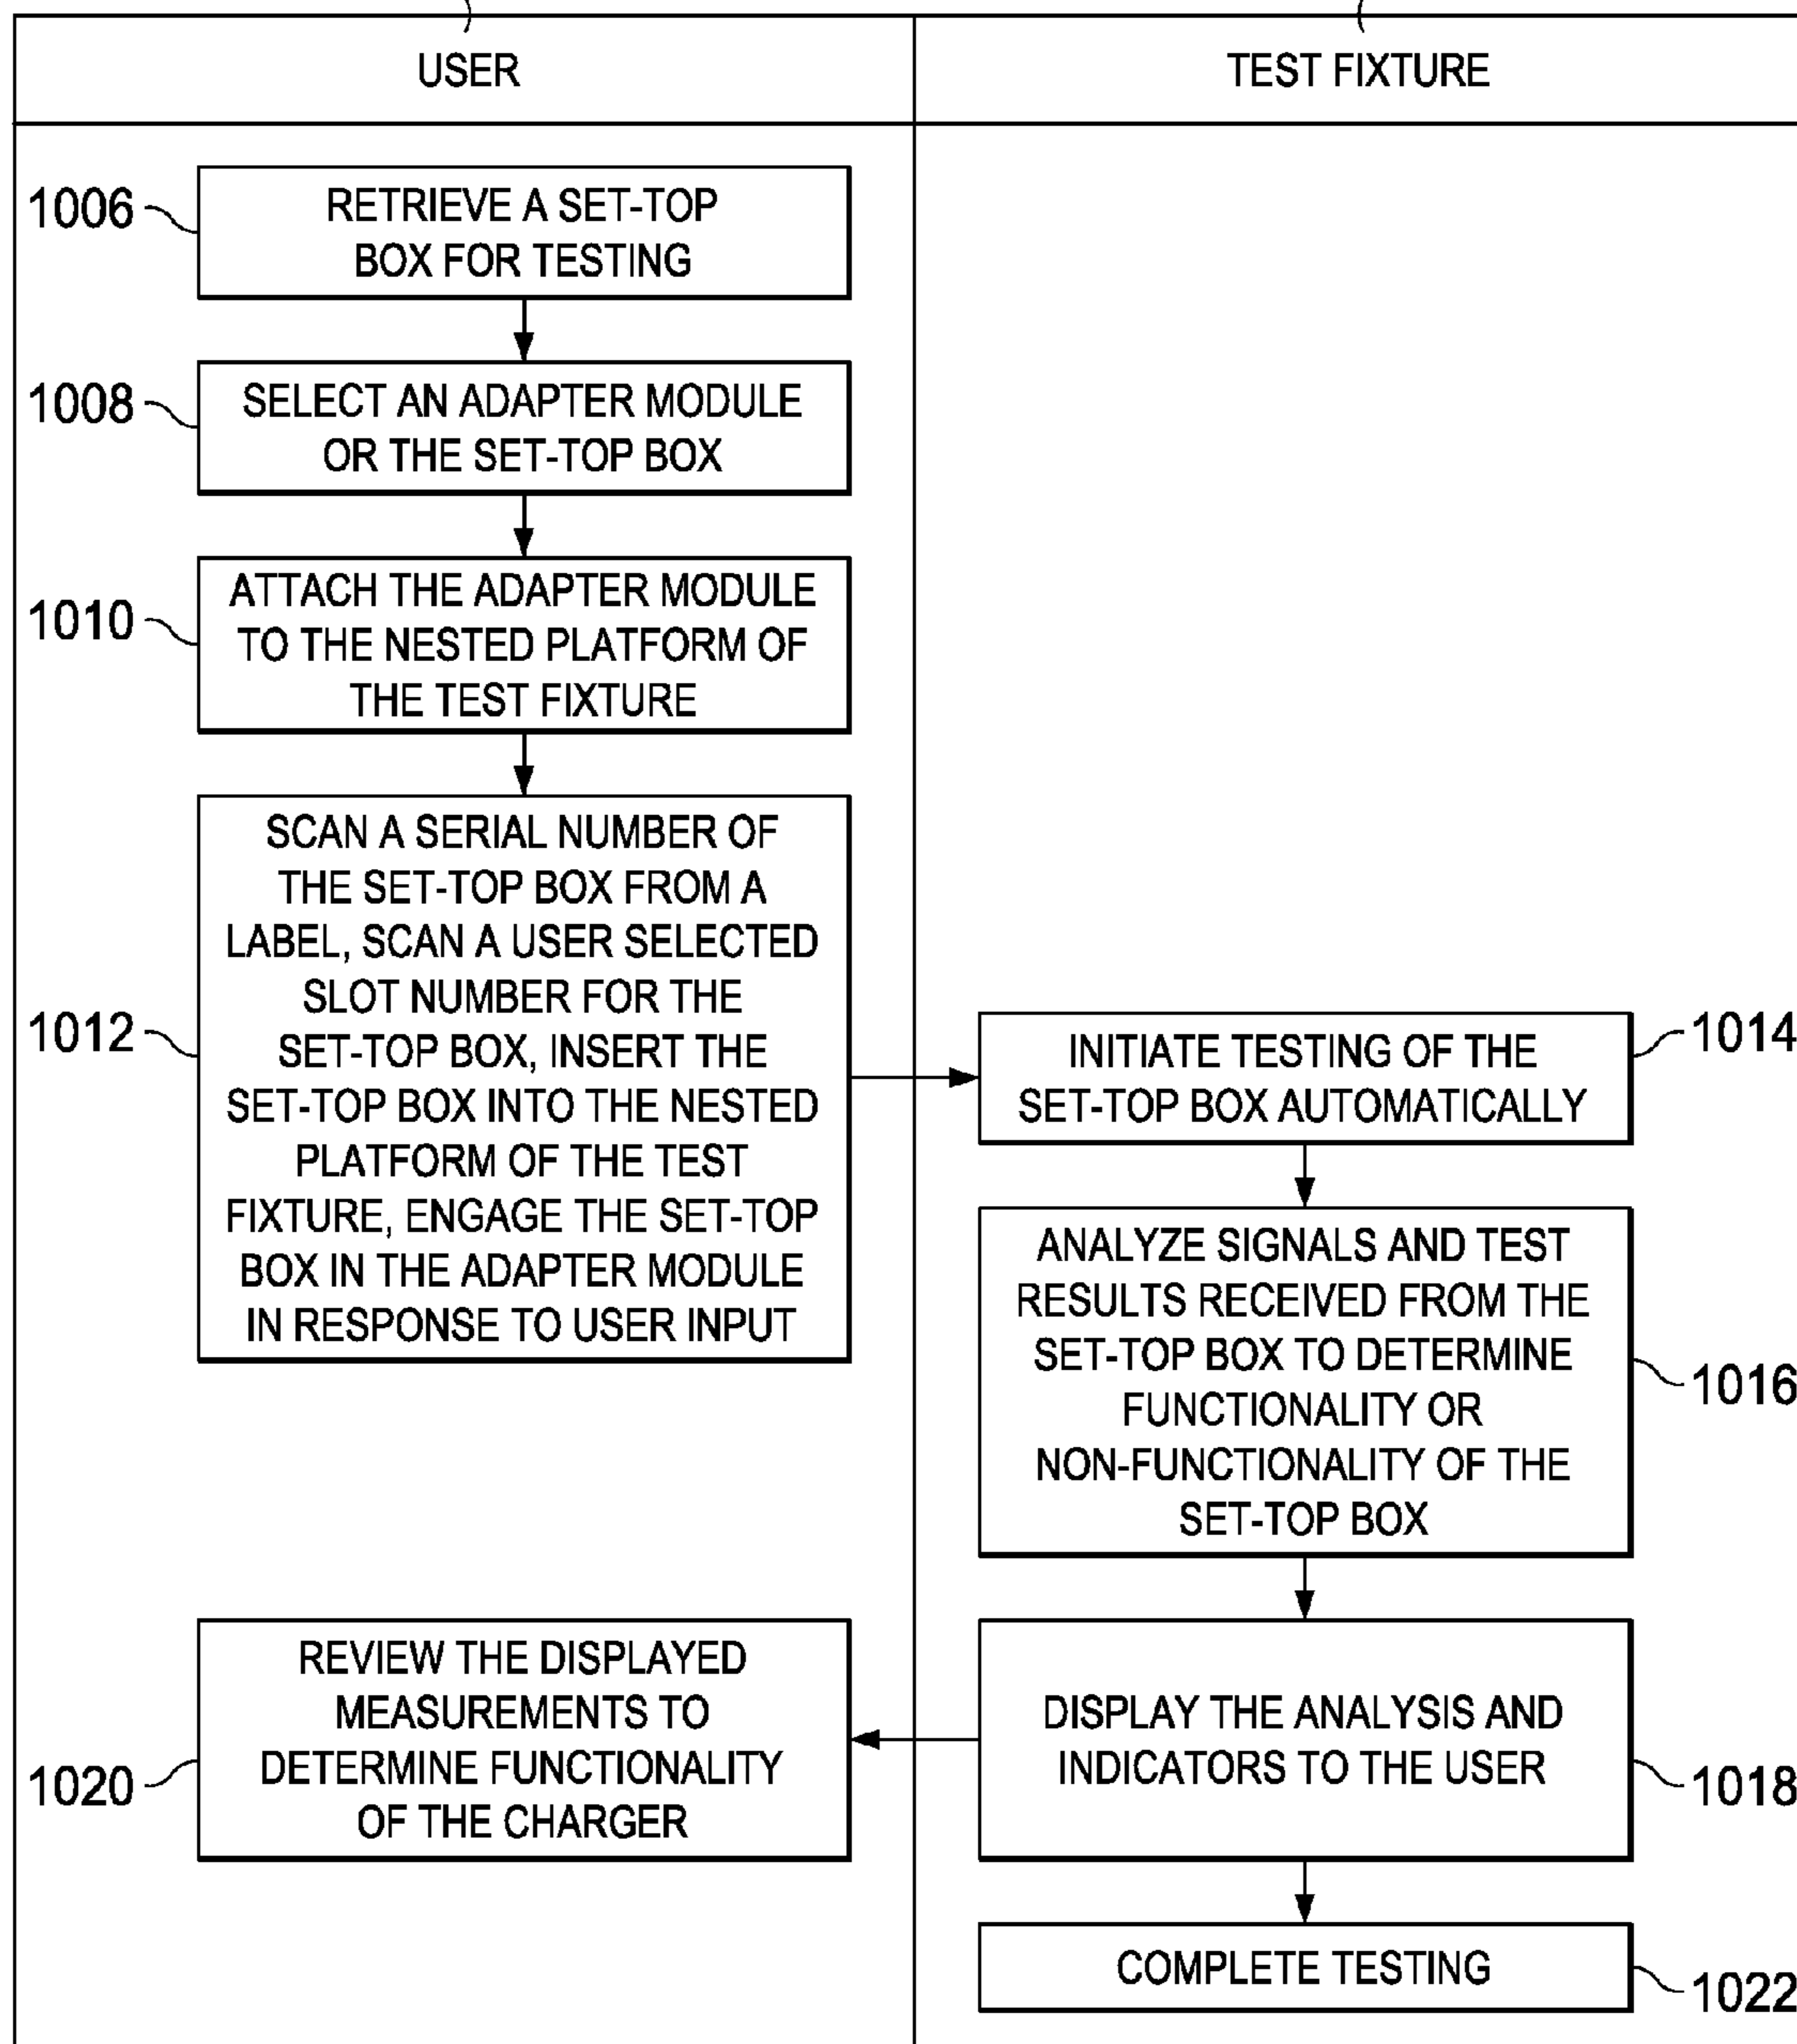 USER
TEST FIXTURE
1006
RETRIEVE A SET-TOP
BOX FOR TESTING
1008
SELECT AN ADAPTER MODULE
OR THE SET-TOP BOX
1010
ATTACH THE ADAPTER MODULE
TO THE NESTED PLATFORM OF
THE TEST FIXTURE
1012
SCAN A SERIAL NUMBER OF
THE SET-TOP BOX FROM A
LABEL, SCAN A USER SELECTED
SLOT NUMBER FOR THE
SET-TOP BOX, INSERT THE
SET-TOP BOX INTO THE NESTED
PLATFORM OF THE TEST
FIXTURE, ENGAGE THE SET-TOP
BOX IN THE ADAPTER MODULE
IN RESPONSE TO USER INPUT
INITIATE TESTING OF THE
SET-TOP BOX AUTOMATICALLY
1014
ANALYZE SIGNALS AND TEST
RESULTS RECEIVED FROM THE
SET-TOP BOX TO DETERMINE
FUNCTIONALITY OR
NON-FUNCTIONALITY OF THE
SET-TOP BOX
1016
DISPLAY THE ANALYSIS AND
INDICATORS TO THE USER
1018
1020
REVIEW THE DISPLAYED
MEASUREMENTS TO
DETERMINE FUNCTIONALITY
OF THE CHARGER
COMPLETE TESTING
1022